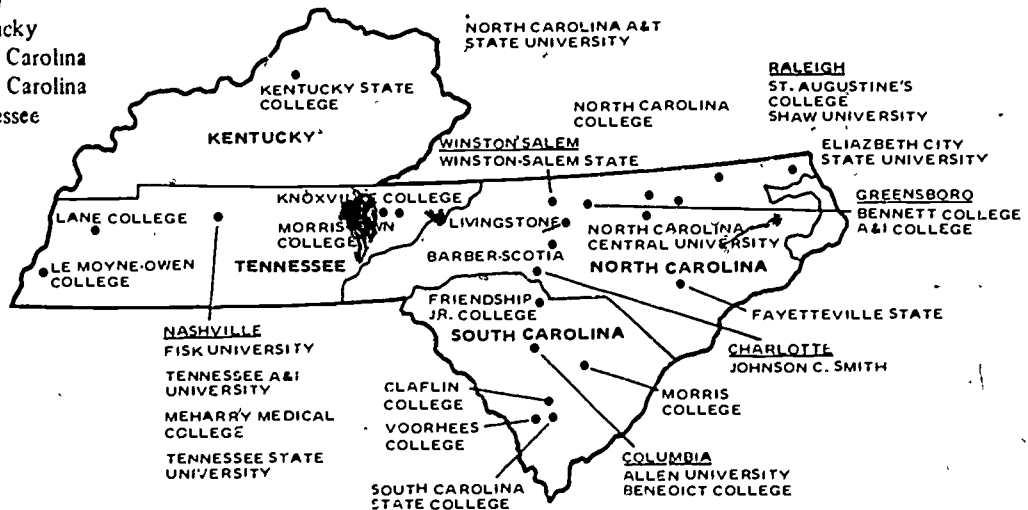 ucky
Carolina
Carolina
essee
NORTH CAROLINA A&T
STATE UNIVERSITY
KENTUCKY STATE
COLLEGE
KENTUCKY
NORTH CAROLINA
COLLEGE
RALEIGH
ST. AUGUSTINE'S
COLLEGE
SHAW UNIVERSITY
WINSTON'SALEM
WINSTON-SALEM STATE
ELIAZBETH CITY
STATE UNIVERSITY
GREENSBORO
BENNETT COLLEGE
A&I COLLEGE
LANE COLLEGE
KNOXVILLE COLLEGE
MORRISTOWN
COLLEGE
LIVINGSTONE
NORTH CAROLINA
CENTRAL UNIVERSITY
LE MOYNE-OWEN
COLLEGE
TENNESSEE
BARBER-SCOTIA
NORTH CAROLINA
FRIENDSHIP
JR. COLLEGE
FAYETTEVILLE STATE
SOUTH CAROLINA
NASHVILLE
FISK UNIVERSITY
TENNESSEE A&I
UNIVERSITY
MEHARRY MEDICAL
COLLEGE
TENNESSEE STATE
UNIVERSITY
CHARLOTTE
JOHNSON C. SMITH
CLAFLIN
COLLEGE
VOORHEES
COLLEGE
MORRIS
COLLEGE
SOUTH CAROLINA
STATE COLLEGE
COLUMBIA
ALLEN UNIVERSITY
BENEDICT COLLEGE